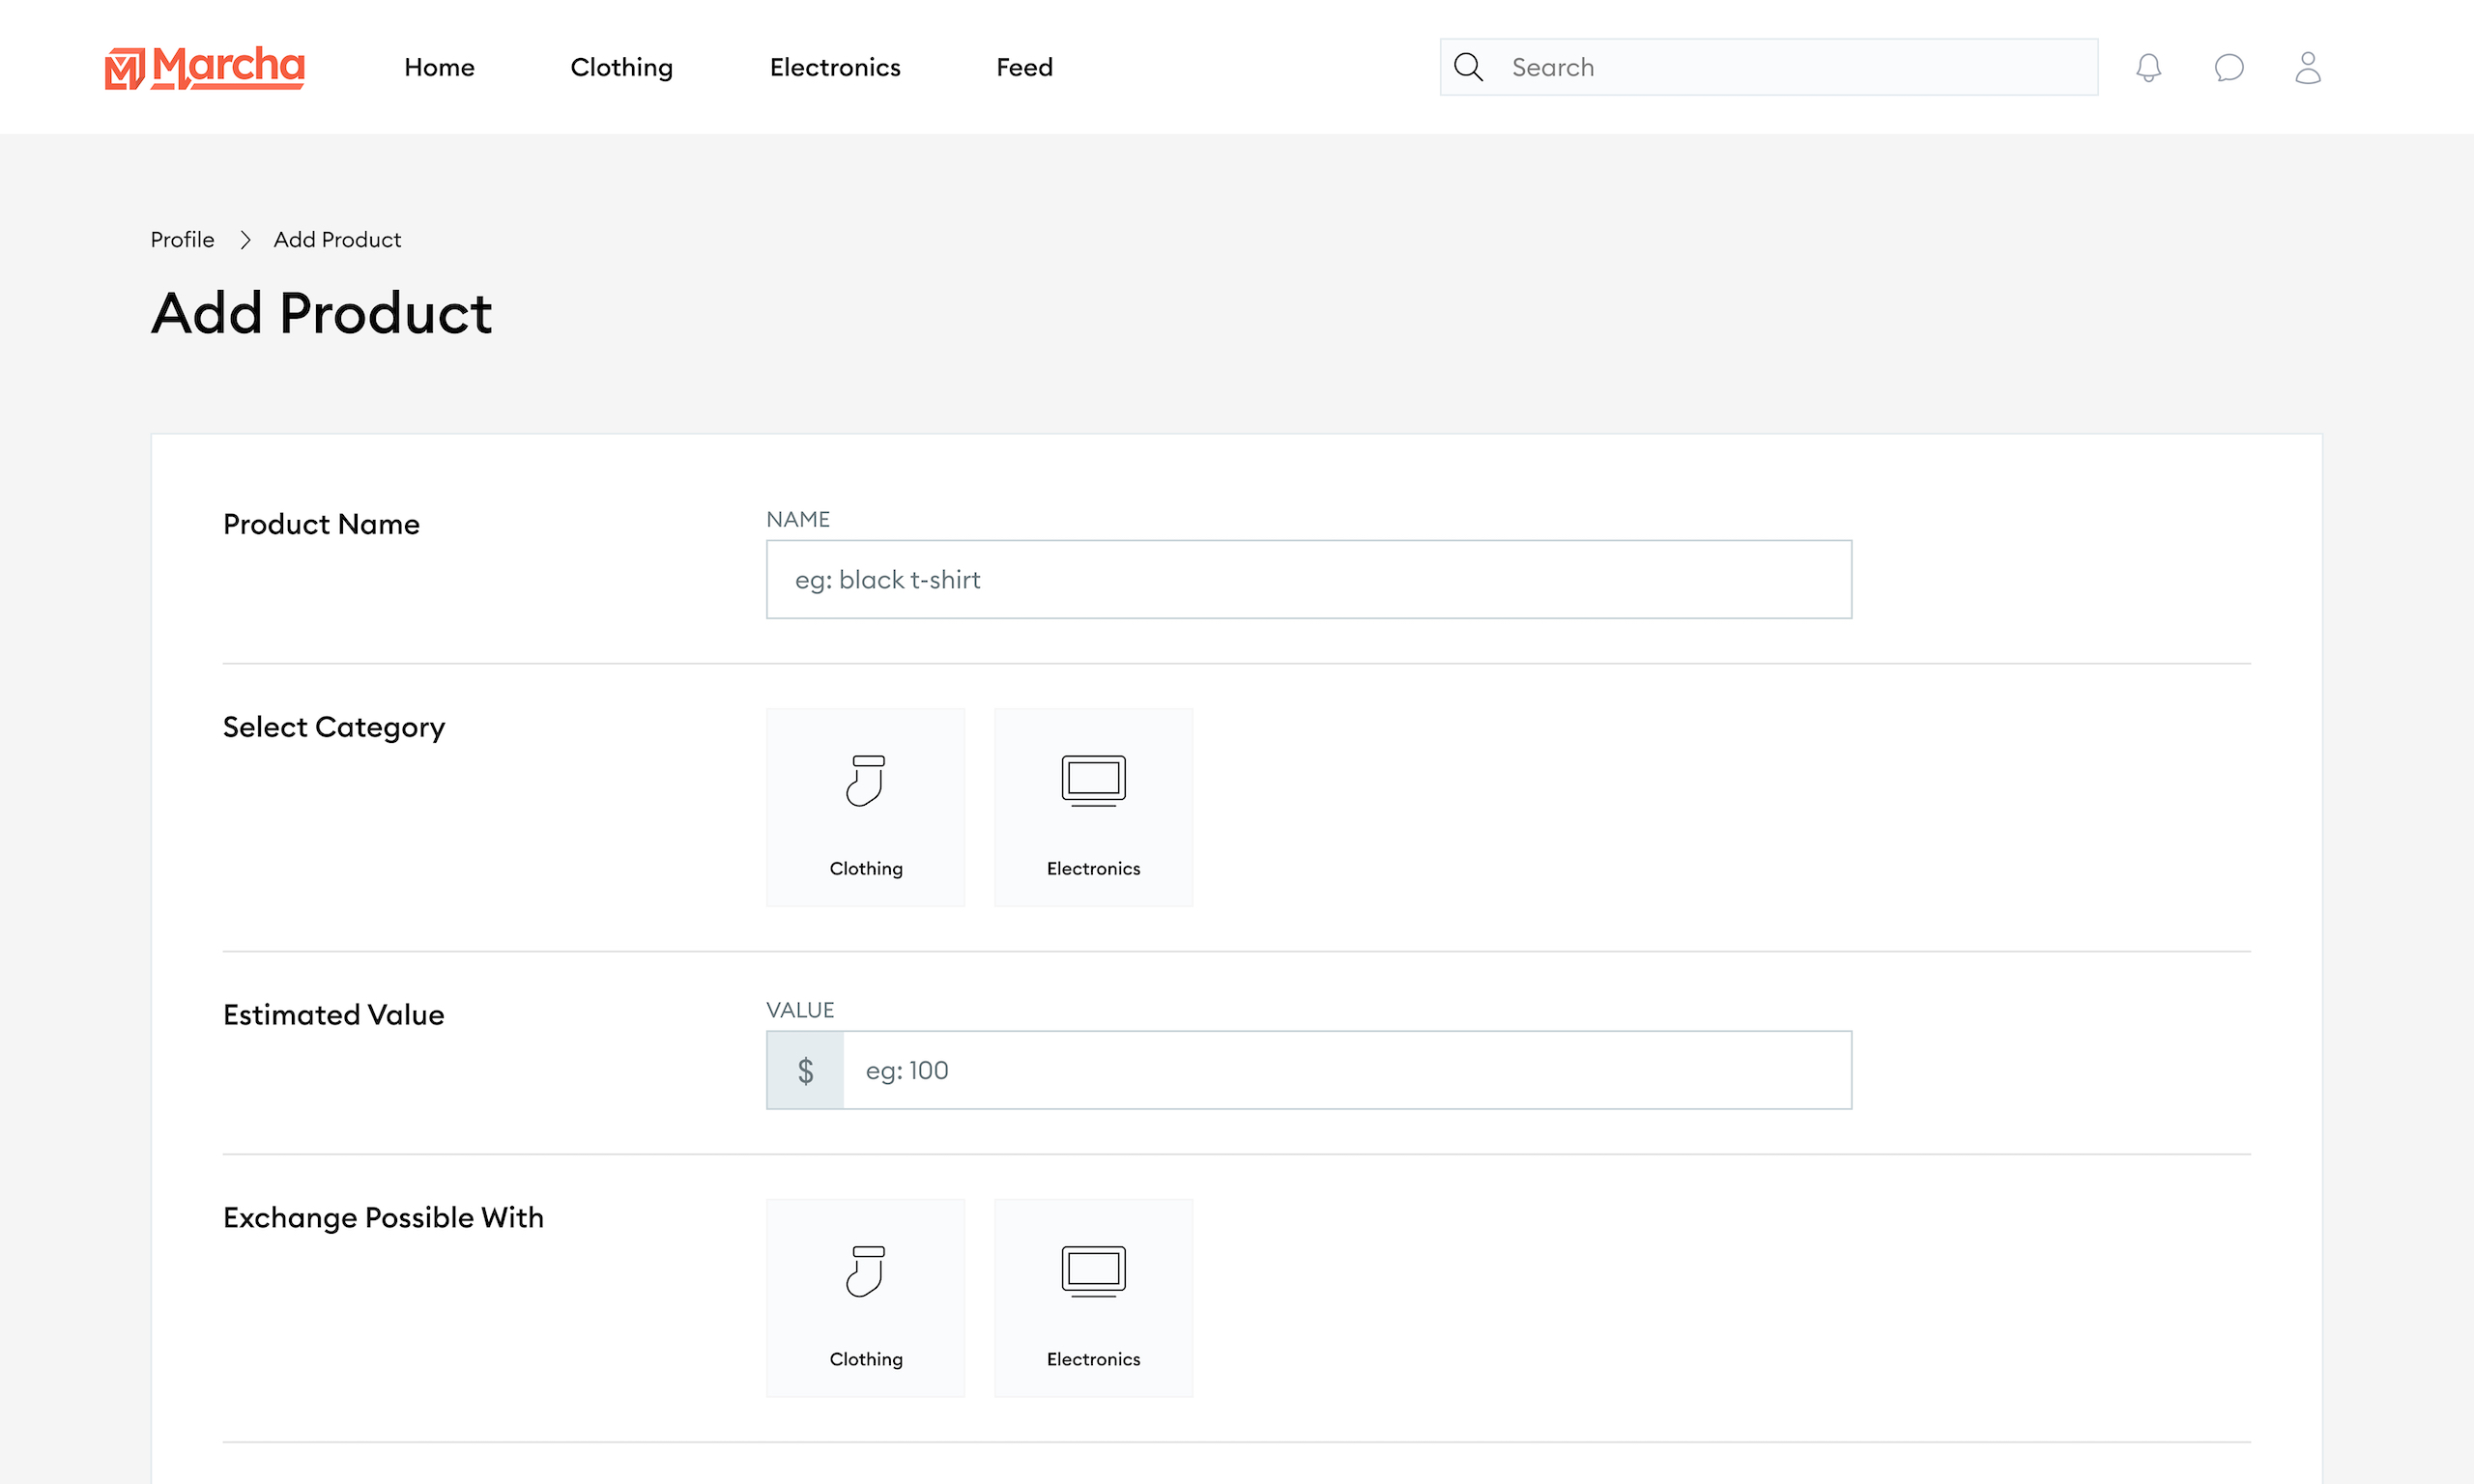 Marcha Home Clothing Electronics Feed Search
Profile Add Product
Add Product
Product Name
NAME
eg: black t-shirt
Select Category
Clothing Electronics
Estimated Value
VALUE
$ eg: 100
Exchange Possible With
Clothing Electronics